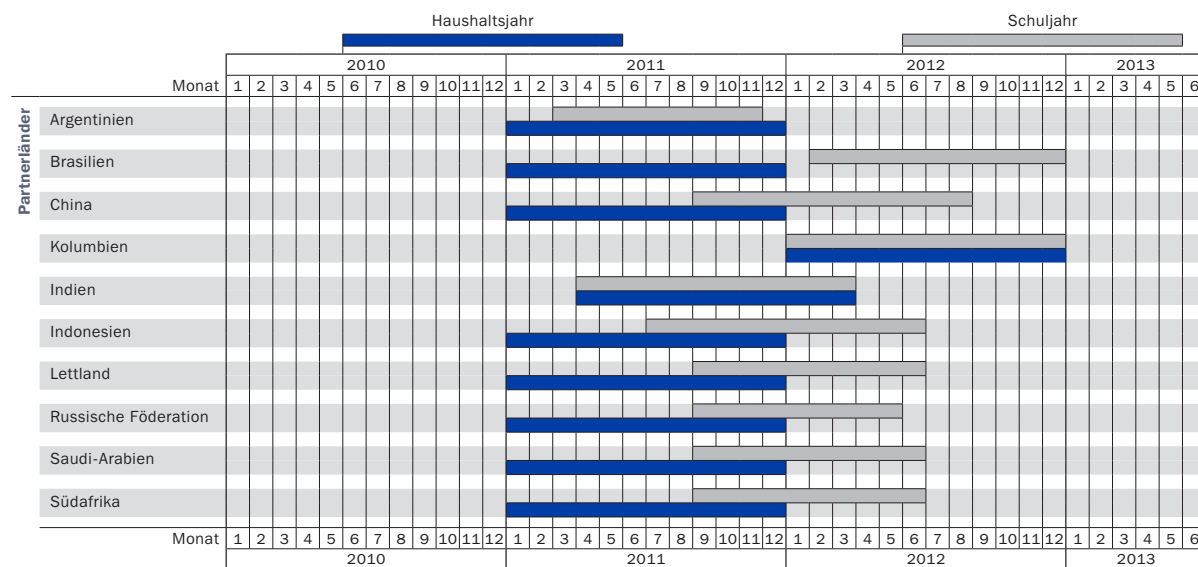 Haushaltsjahr Schuljahr
2010 2011 2012 2013
Monat 1 2 3 4 5 6 7 8 9 10 11 12 1 2 3 4 5 6 7 8 9 10 11 12 1 2 3 4 5 6 7 8 9 10 11 12 1 2 3 4 5 6
Partnerländer
Argentinien
Brasilien
China
Kolumbien
Indien
Indonesien
Lettland
Russische Föderation
Saudi-Arabien
Südafrika
Monat 1 2 3 4 5 6 7 8 9 10 11 12 1 2 3 4 5 6 7 8 9 10 11 12 1 2 3 4 5 6 7 8 9 10 11 12 1 2 3 4 5 6
2010 2011 2012 2013